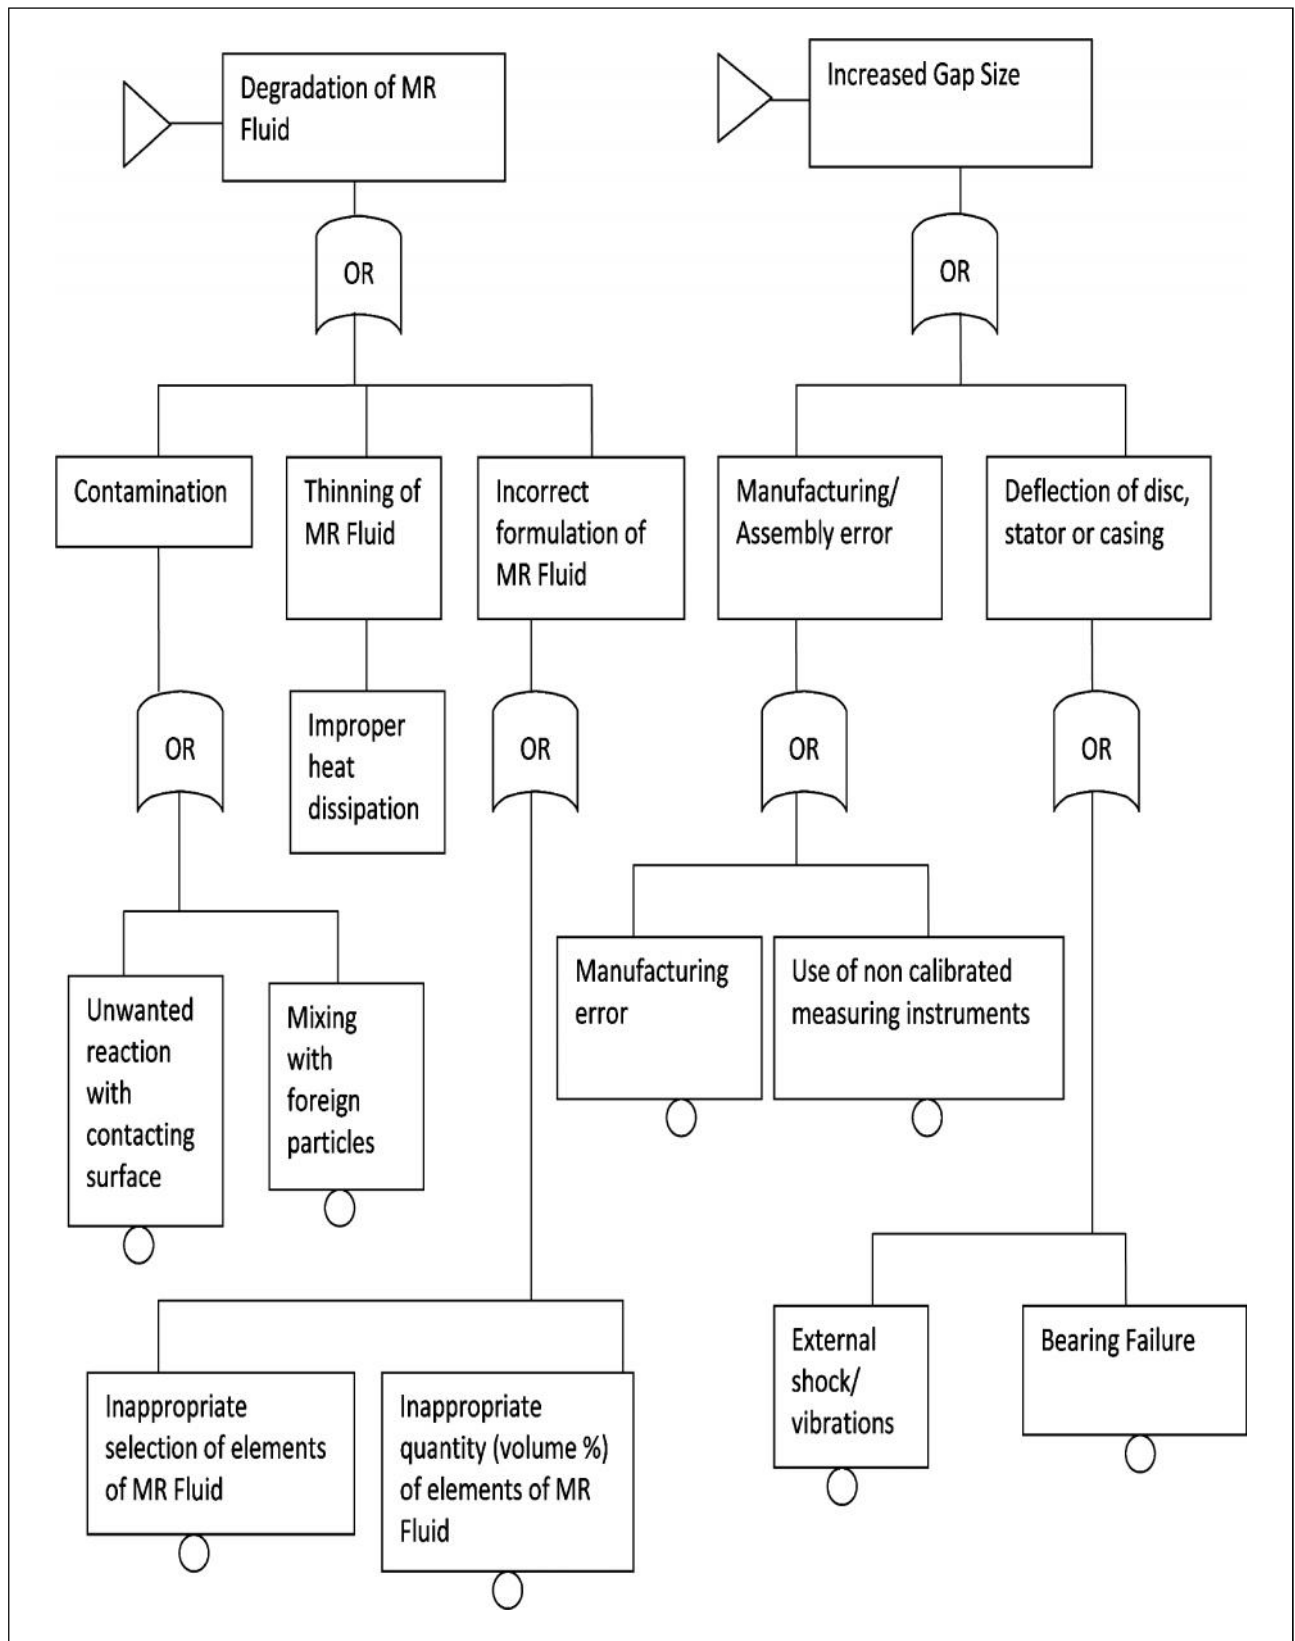 Degradation of MR
Fluid
Increased Gap Size
OR
OR
Contamination
Thinning of
MR Fluid
Incorrect
formulation of
MR Fluid
Manufacturing/
Assembly error
Deflection of disc,
stator or casing
OR
Improper
heat
dissipation
OR
OR
OR
Unwanted
reaction
with
contacting
surface
Mixing
with
foreign
particles
Manufacturing
error
Use of non calibrated
measuring instruments
Inappropriate
selection of elements
of MR Fluid
Inappropriate
quantity (volume %)
of elements of MR
Fluid
External
shock/
vibrations
Bearing Failure